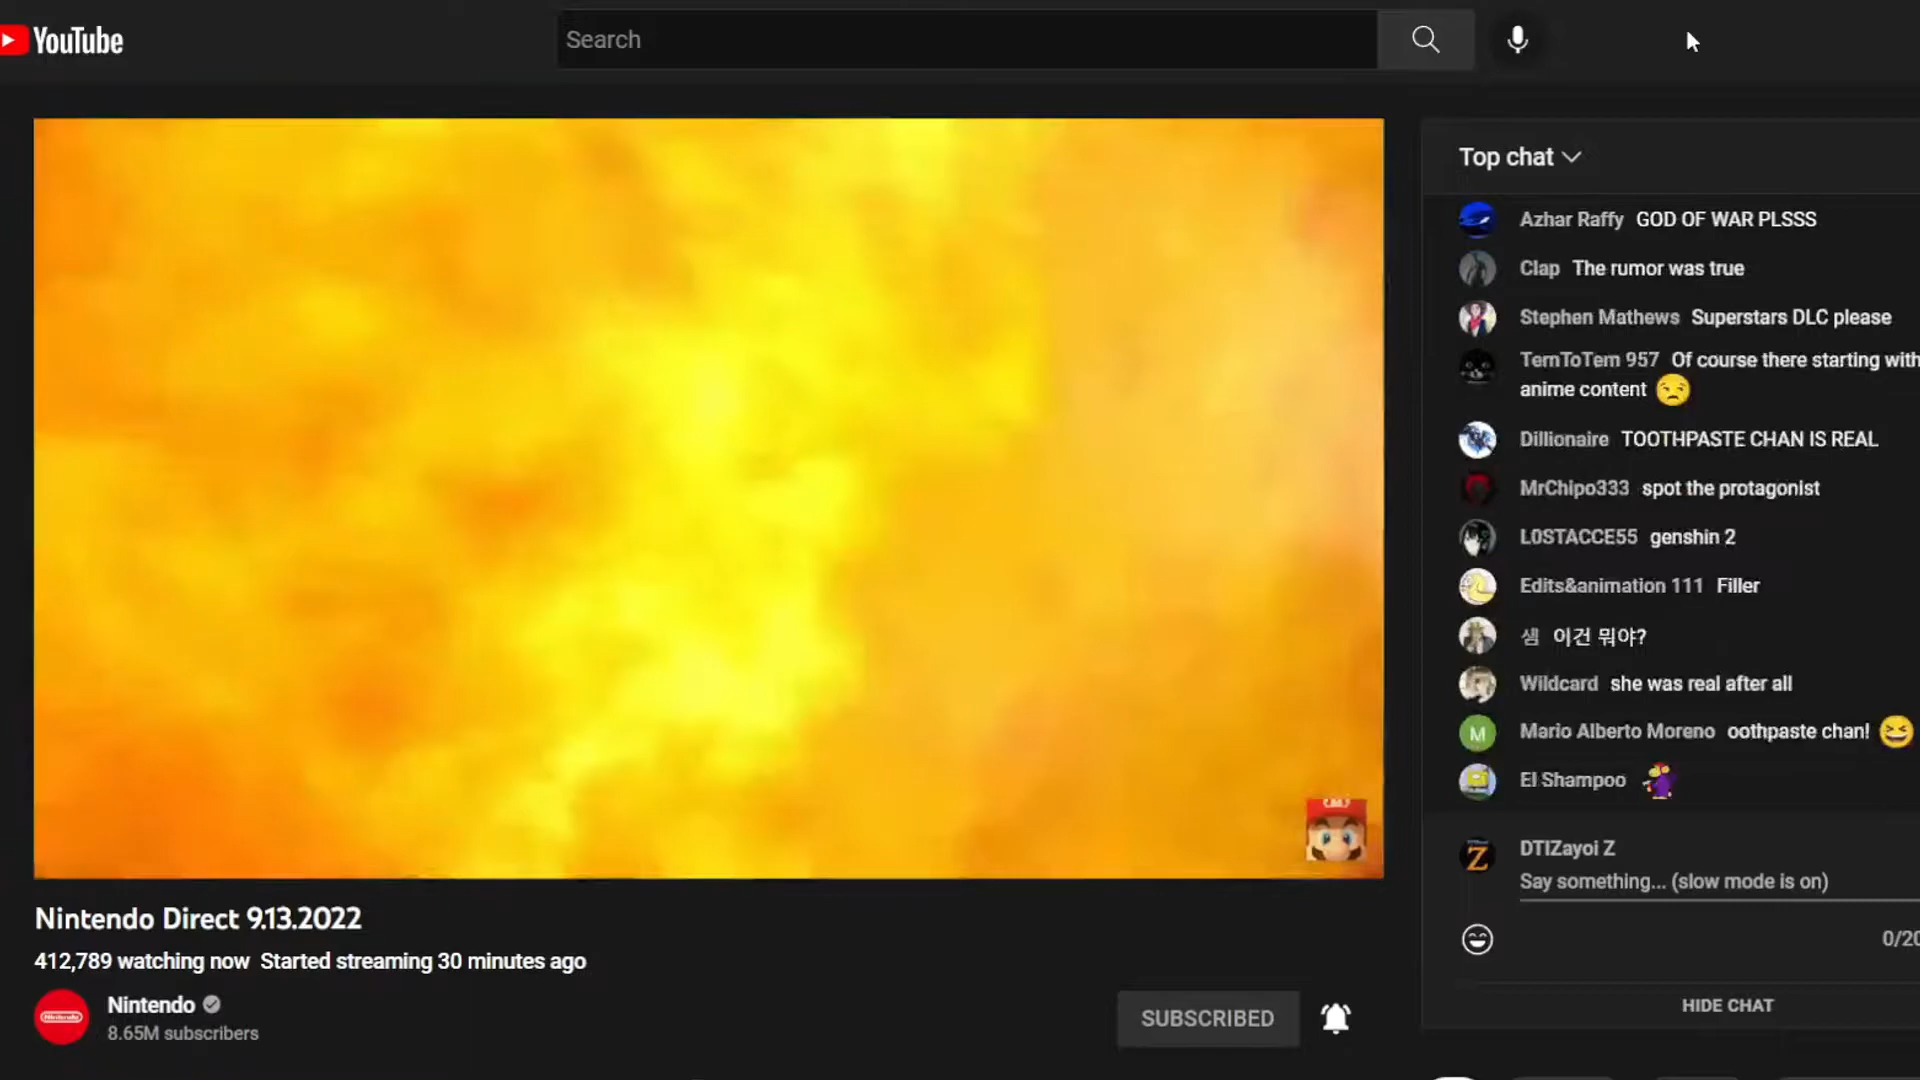 YouTube
Search
Top chat
Azhar Raffy GOD OF WAR PLSSS
Clap The rumor was true
Stephen Mathews Superstars DLC please
TernToTem 957 Of course there starting with
anime content
Dillionaire TOOTHPASTE CHAN IS REAL
MrChipo333 spot the protagonist
L0STACCE55 genshin 2
Edits&animation 111 Filler
샘 이건 뭐야?
Wildcard she was real after all
M
Mario Alberto Moreno oothpaste chan!
El Shampoo
Z
DTIZayoi Z
Say something... (slow mode is on)
0/20
HIDE CHAT
Nintendo Direct 9.13.2022
412,789 watching now Started streaming 30 minutes ago
Nintendo
Nintendo
8.65M subscribers
SUBSCRIBED